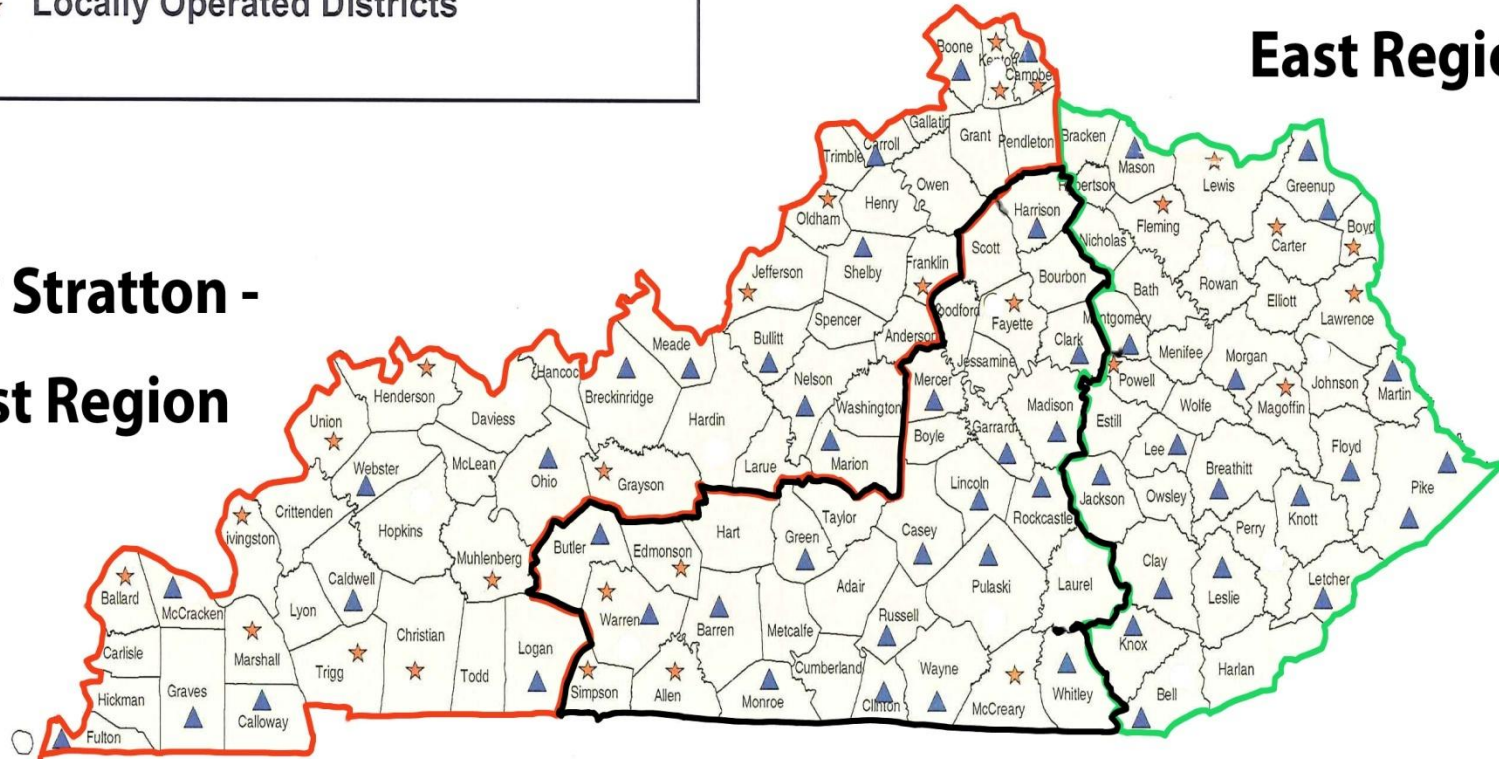 Locally Operated Districts
East Regio
Stratton -
st Region
Boone
Campbe
Gallatin
Grant
Pendleton
Bracken
Carroll
Trimble
Mason
Lewis
Greenup
Owen
Henry
Oldham
Harrison
Fleming
Boyd
Carter
Nicholas
Scott
Franklin
Shelby
Jefferson
Bourbon
Bath
Rowan
Elliott
Lawrence
Spencer
oodford
Fayette
Montgomery
Anderson
Bullitt
Meade
Clark
Menifee
Morgan
Jessamine
Hancoc
Nelson
Mercer
Powell
Johnson
Martin
Henderson
Breckinridge
Washington
Madison
Wolfe
Magoffin
Daviess
Hardin
Union
Boyle
Garrard
Estill
Lee
Floyd
Webster
McLean
Ohio
Grayson
Larue
Marion
Breathitt
Lincoln
Jackson
Owsley
Pike
Crittenden
Rockcastle
Taylor
Knott
Perry
Hopkins
Hart
Green
Casey
ivingston
Butler
Edmonson
Muhlenberg
Clay
Letcher
Caldwell
Adair
Pulaski
Laurel
Leslie
Ballard
McCracken
Lyon
Russell
Warren
Barren
Metcalfe
Christian
Knox
Carlisle
Marshall
Logan
Cumberland
Wayne
Harlan
Trigg
Todd
Graves
Simpson
Allen
Monroe
Clinton
McCreary
Whitley
Bell
Hickman
Calloway
Fulton